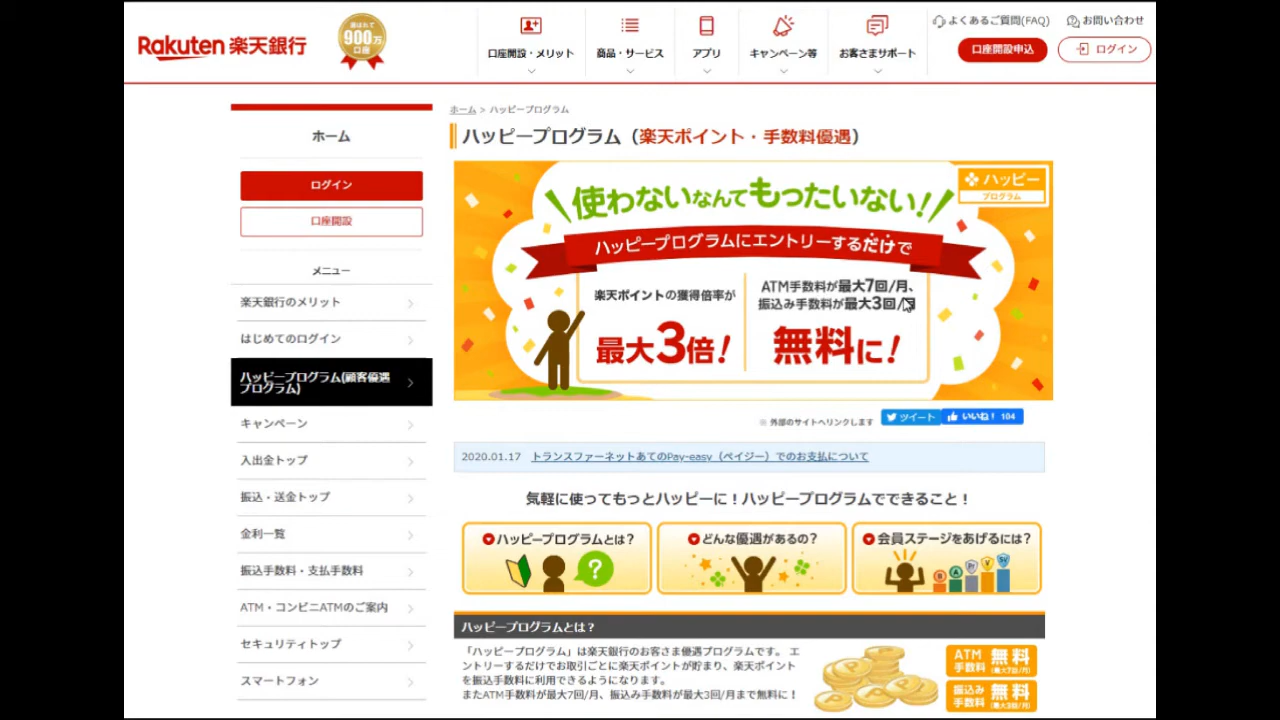 Rakuten 楽天銀行
選ばれて
900万
口座
口座開設・メリット
商品・サービス
アプリ
キャンペーン等
お客さまサポート
よくあるご質問(FAQ)
お問い合わせ
口座開設申込
ログイン
ホーム
ログイン
口座開設
メニュー
楽天銀行のメリット
はじめてのログイン
ハッピープログラム(顧客優遇
プログラム)
キャンペーン
入出金トップ
振込・送金トップ
金利一覧
振込手数料・支払手数料
ATM・コンビニATMのご案内
セキュリティトップ
スマートフォン
ホーム > ハッピープログラム
ハッピープログラム（楽天ポイント・手数料優遇）
使わないなんてもったいない!!
ハッピー
プログラム
ハッピープログラムにエントリーするだけで
楽天ポイントの獲得倍率が
最大3倍！
ATM手数料が最大7回/月、
振込み手数料が最大3回/月
無料に！
※ 外部のサイトへリンクします
ツイート
いいね！ 104
2020.01.17 トランスファーネットあてのPay-easy（ペイジー）でのお支払について
気軽に使ってもっとハッピーに！ハッピープログラムでできること！
ハッピープログラムとは？
どんな優遇があるの？
会員ステージをあげるには？
ハッピープログラムとは？
「ハッピープログラム」は楽天銀行のお客さま優遇プログラムです。 エ
ントリーするだけでお取引ごとに楽天ポイントが貯まり、楽天ポイント
を振込手数料に利用できるようになります。
またATM手数料が最大7回/月、振込み手数料が最大3回/月まで無料に！
ATM
手数料
無料
(最大7回/月)
振込み
手数料
無料
(最大3回/月)